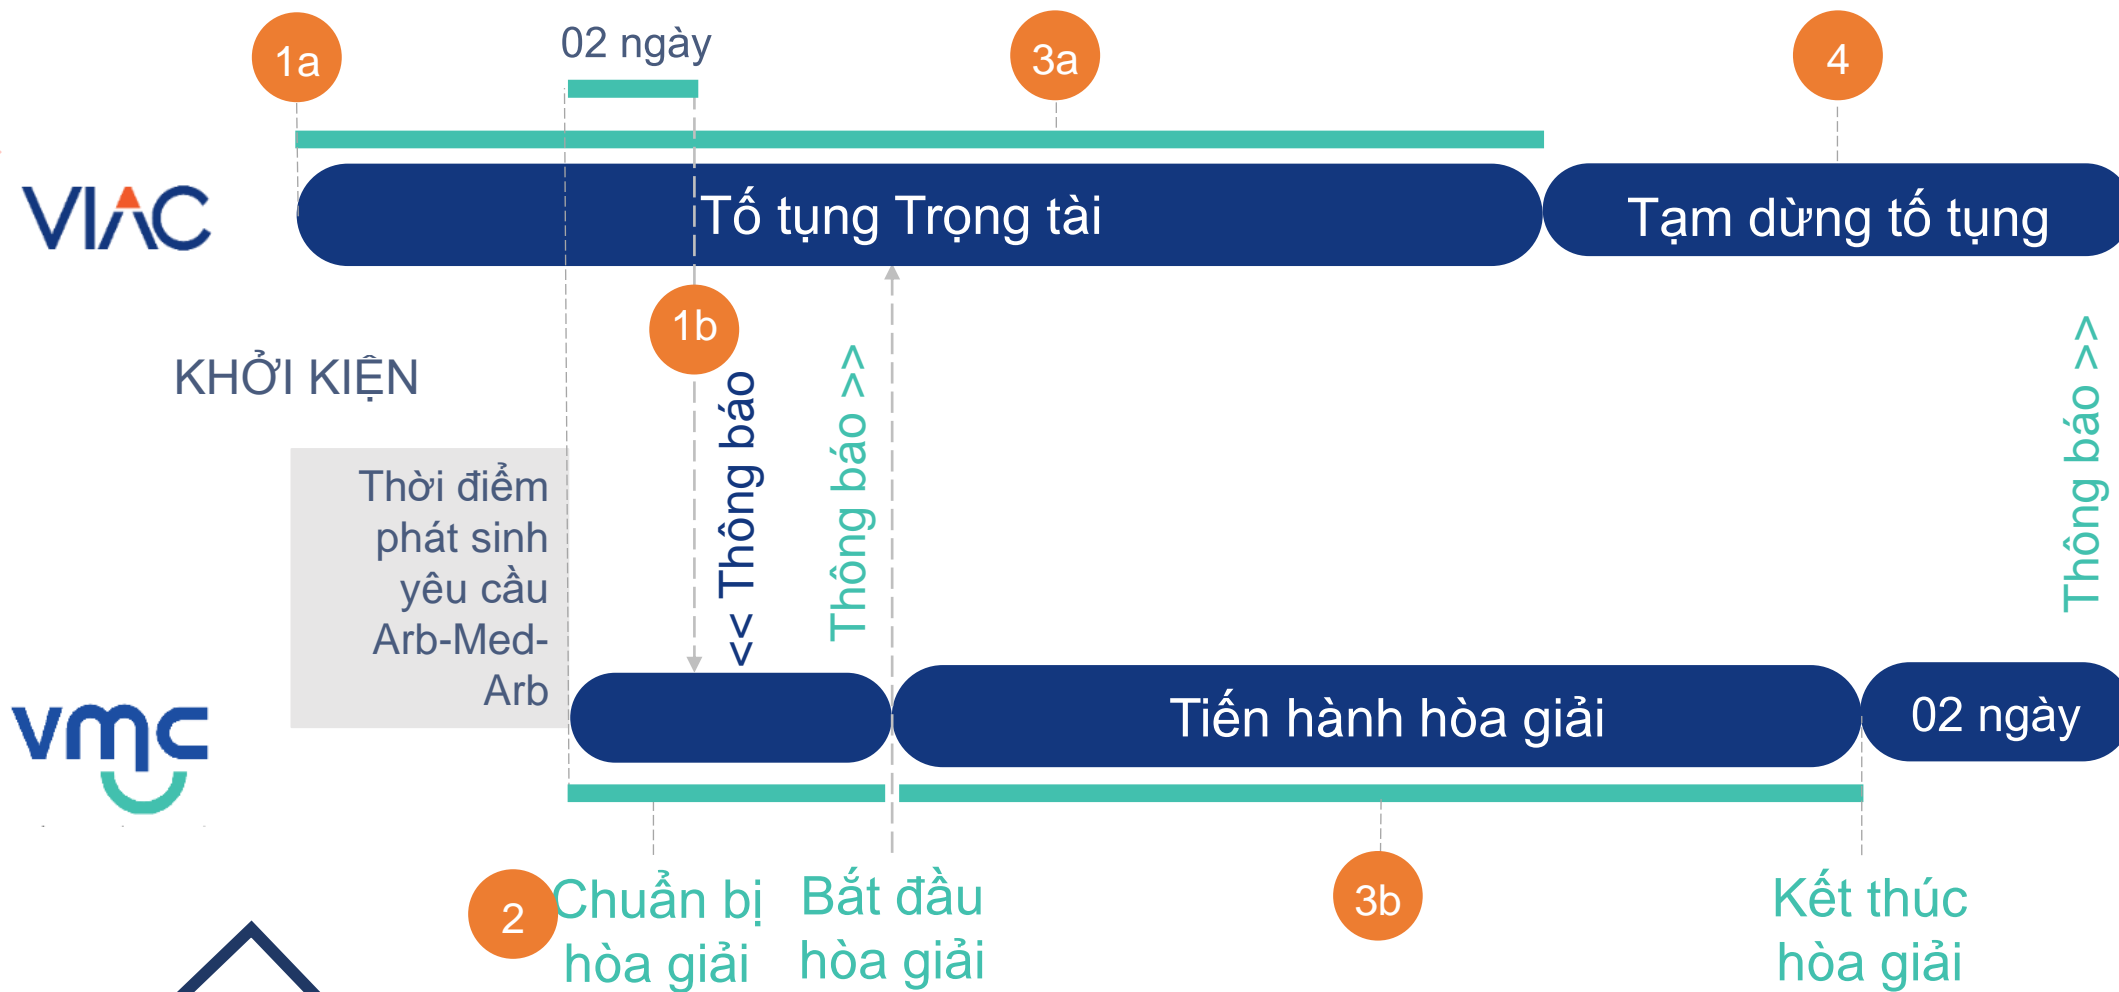 1a
02 ngày
3a
4
VIAC
Tố tụng Trọng tài
Tạm dừng tố tụng
1b
KHỞI KIỆN
<< Thông báo
Thông báo >>
Thông báo >>
Thời điểm
phát sinh
yêu cầu
Arb-Med-
Arb
vmc
Tiến hành hòa giải
02 ngày
2
Chuẩn bị
hòa giải
Bắt đầu
hòa giải
3b
Kết thúc
hòa giải